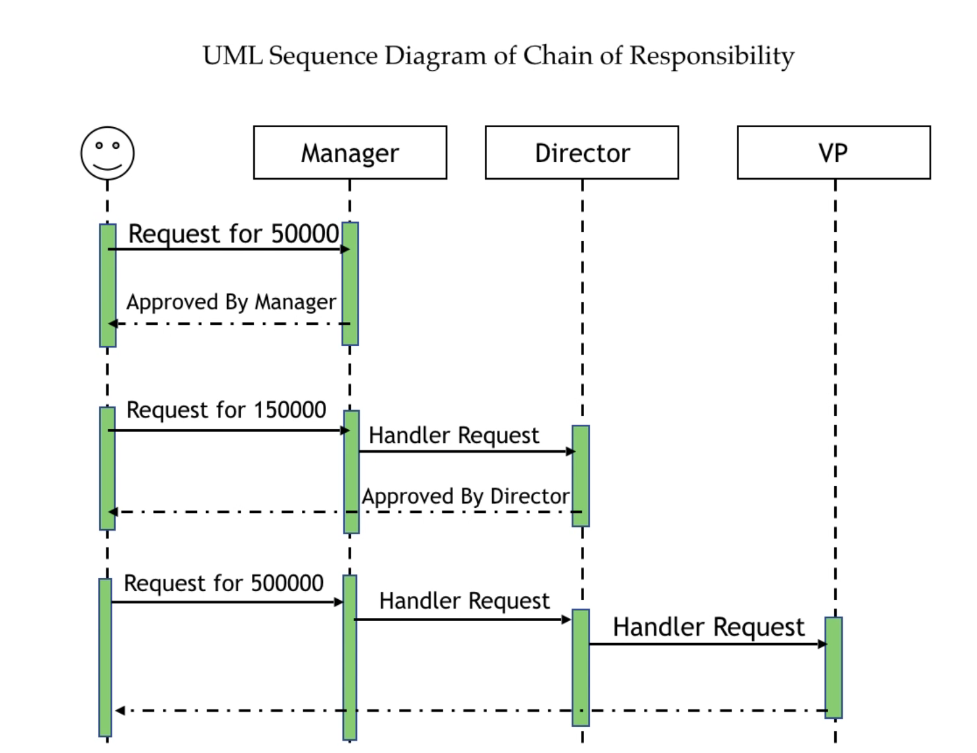 UML Sequence Diagram of Chain of Responsibility
Manager
Director
VP
Request for 50000
Approved By Manager
Request for 150000
Handler Request
Approved By Director
Request for 500000
Handler Request
Handler Request